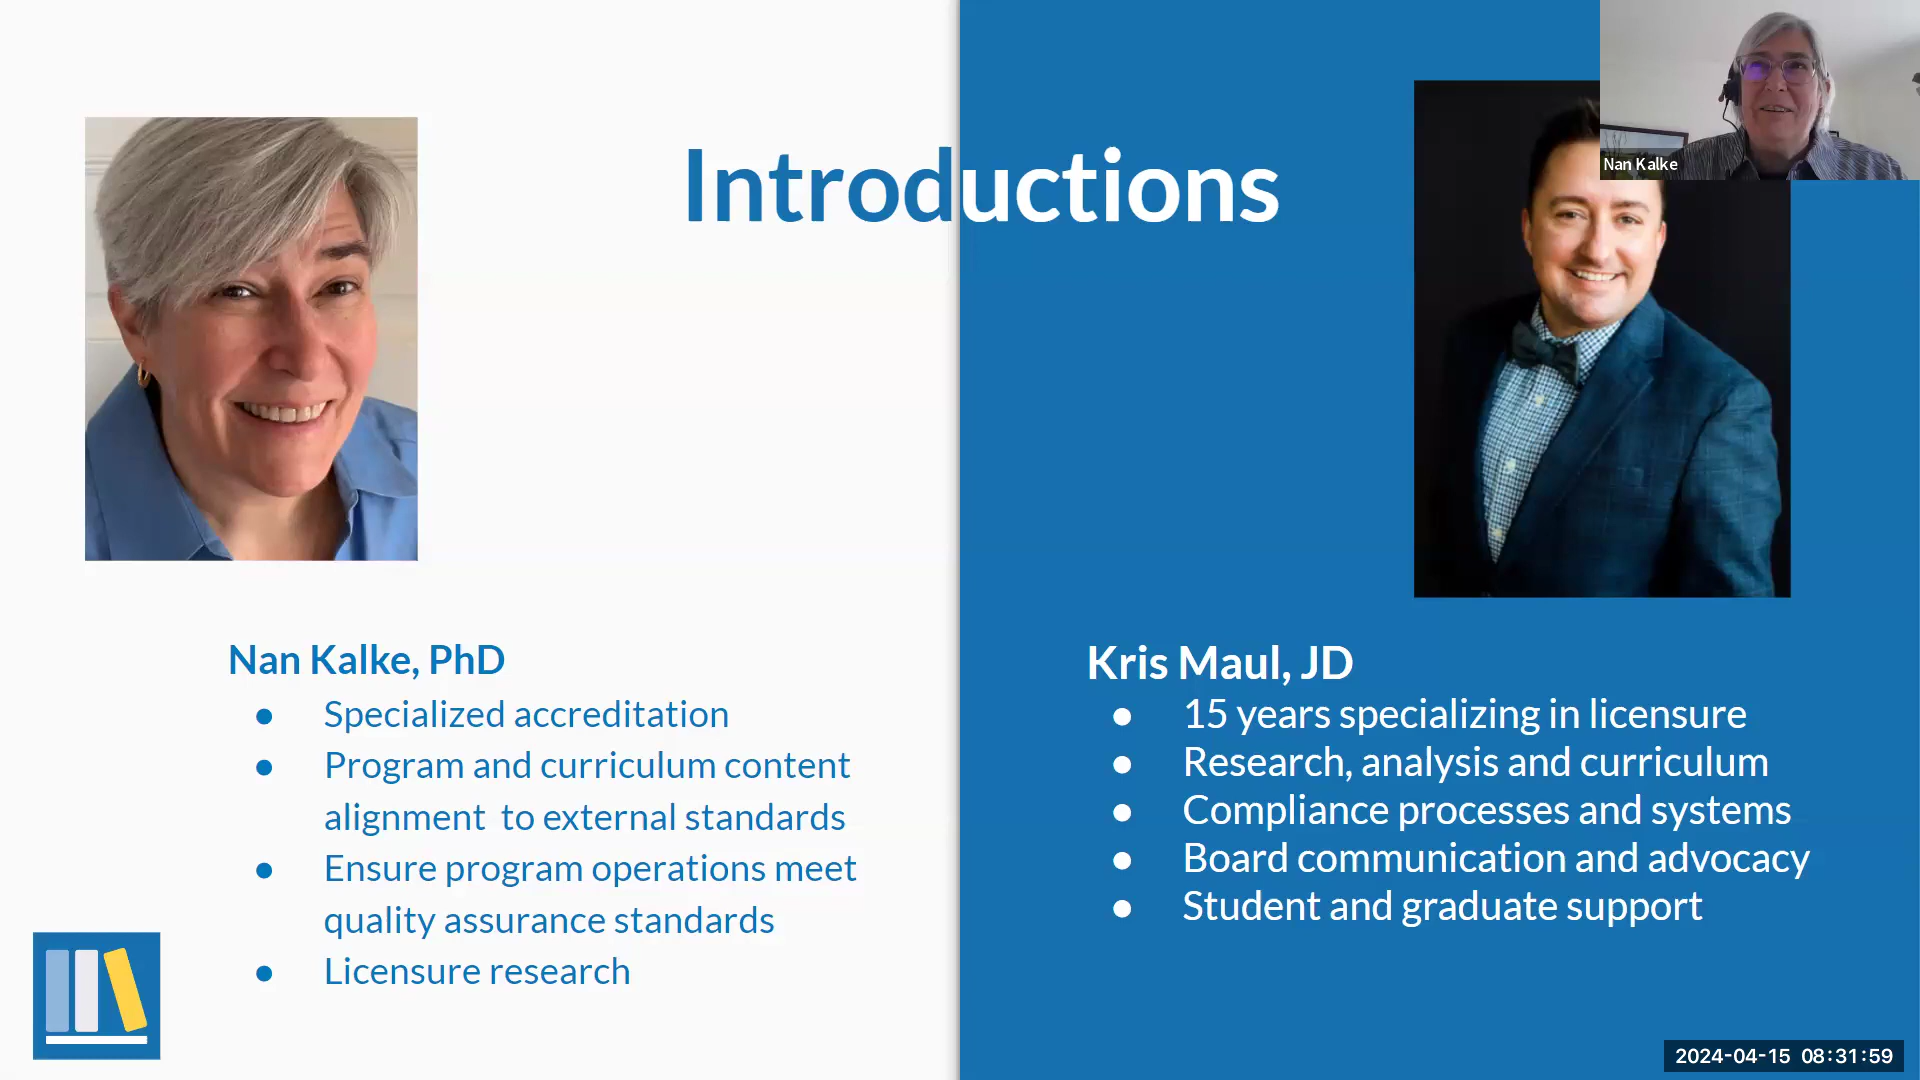 Introductions
Nan Kalke
Nan Kalke, PhD
● Specialized accreditation
● Program and curriculum content
alignment  to external standards
● Ensure program operations meet
quality assurance standards
● Licensure research
Kris Maul, JD
● 15 years specializing in licensure
● Research, analysis and curriculum
● Compliance processes and systems
● Board communication and advocacy
● Student and graduate support
2024-04-15 08:31:59